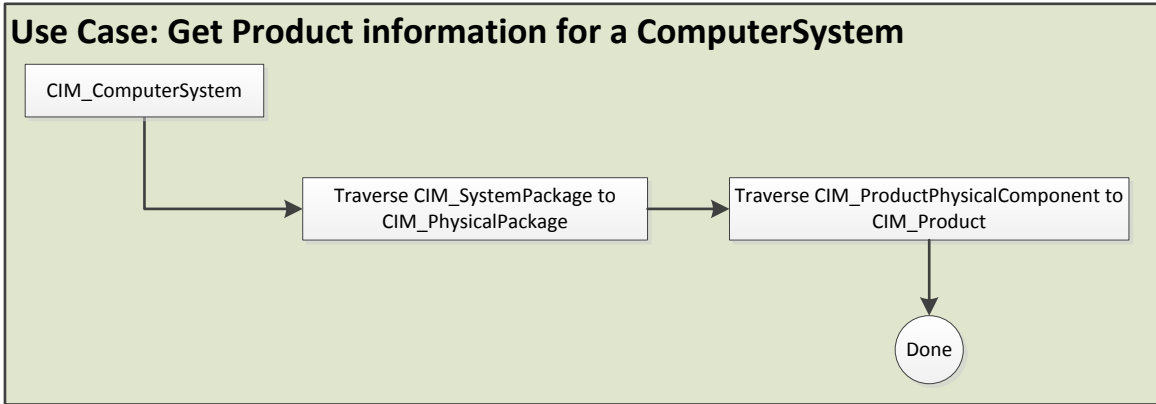 Use Case: Get Product information for a ComputerSystem
CIM_ComputerSystem
Traverse CIM_SystemPackage to
CIM_PhysicalPackage
Traverse CIM_ProductPhysicalComponent to
CIM_Product
Done